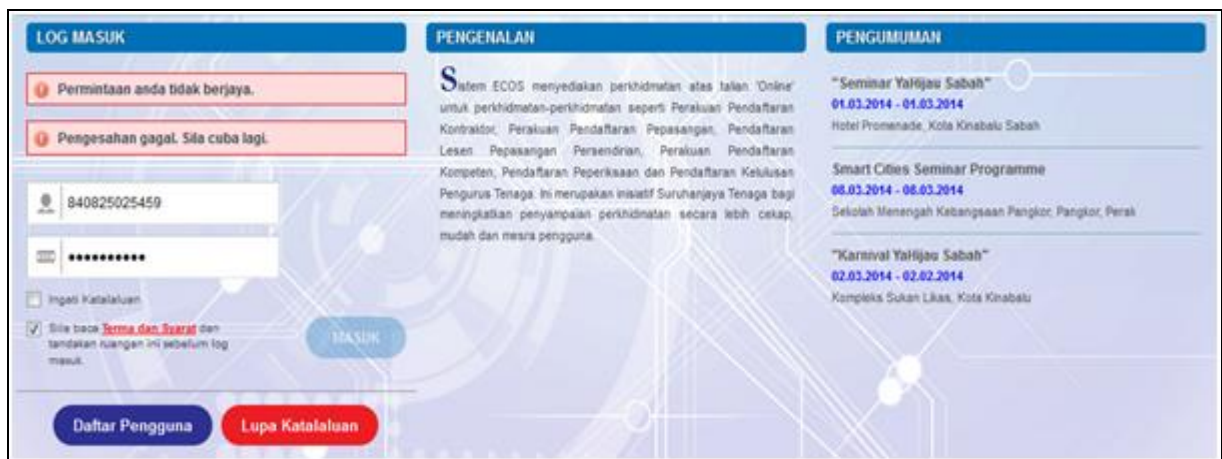 LOG MASUK
Permintaan anda tidak berjaya.
Pengesahan gagal. Sila cuba lagi.
840825025459
••••••••••
Ingati Katalaluan
Sila baca Terma dan Syarat dan
tandakan ruangan ini sebelum log
masuk.
MASUK
Daftar Pengguna
Lupa Katalaluan
PENGENALAN
Sistem ECOS menyediakan perkhidmatan atas talian 'Online'
untuk perkhidmatan-perkhidmatan seperti Perakuan Pendaftaran
Kontraktor, Perakuan Pendaftaran Pepasangan, Pendaftaran
Lesen Pepasangan Persendirian, Perakuan Pendaftaran
Kompeten, Pendaftaran Peperiksaan dan Pendaftaran Kelulusan
Pengurus Tenaga. Ini merupakan inisiatif Suruhanjaya Tenaga bagi
meningkatkan penyampaian perkhidmatan secara lebih cekap,
mudah dan mesra pengguna.
PENGUMUMAN
"Seminar YaHijau Sabah"
01.03.2014 - 01.03.2014
Hotel Promenade, Kota Kinabalu Sabah
Smart Cities Seminar Programme
08.03.2014 - 08.03.2014
Sekolah Menengah Kebangsaan Pangkor, Pangkor, Perak
"Karnival YaHijau Sabah"
02.03.2014 - 02.02.2014
Kompleks Sukan Likas, Kota Kinabalu